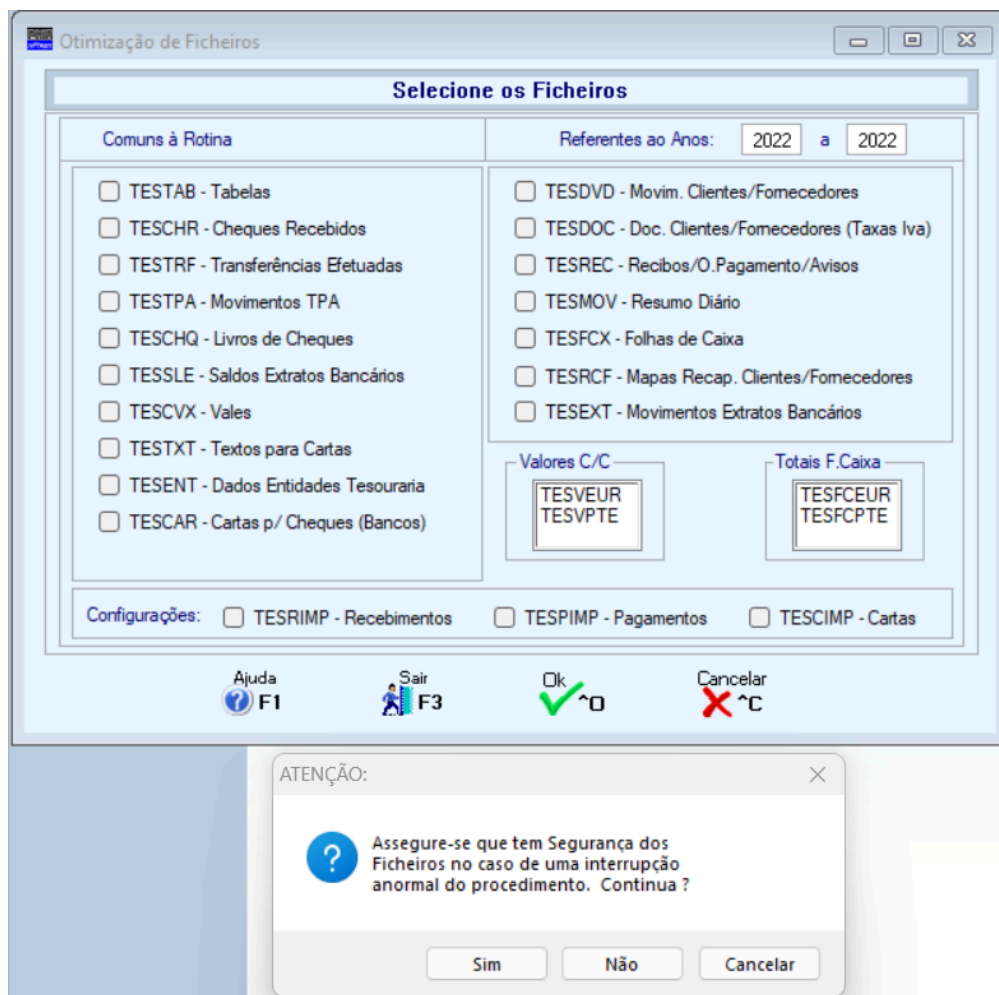 Otimização de Ficheiros
Selecione os Ficheiros
Comuns à Rotina
Referentes ao Anos: 2022 a 2022
TESTAB - Tabelas
TESCHR - Cheques Recebidos
TESTRF - Transferências Efetuadas
TESTPA - Movimentos TPA
TESCHQ - Livros de Cheques
TESSLE - Saldos Extratos Bancários
TESCVX - Vales
TESTXT - Textos para Cartas
TESENT - Dados Entidades Tesouraria
TESCAR - Cartas p/ Cheques (Bancos)
TESDVD - Movim. Clientes/Fornecedores
TESDOC - Doc. Clientes/Fornecedores (Taxas Iva)
TESREC - Recibos/O.Pagamento/Avisos
TESMOV - Resumo Diário
TESFCX - Folhas de Caixa
TESRCF - Mapas Recap. Clientes/Fornecedores
TESEXT - Movimentos Extratos Bancários
Valores C/C
TESVEUR
TESVPTE
Totais F.Caixa
TESFCEUR
TESFCPTE
Configurações: TESRIMP - Recebimentos TESPIMP - Pagamentos TESCIMP - Cartas
Ajuda F1
Sair F3
Ok ^O
Cancelar ^C
ATENÇÃO:
Assegure-se que tem Segurança dos
Ficheiros no caso de uma interrupção
anormal do procedimento. Continua ?
Sim Não Cancelar